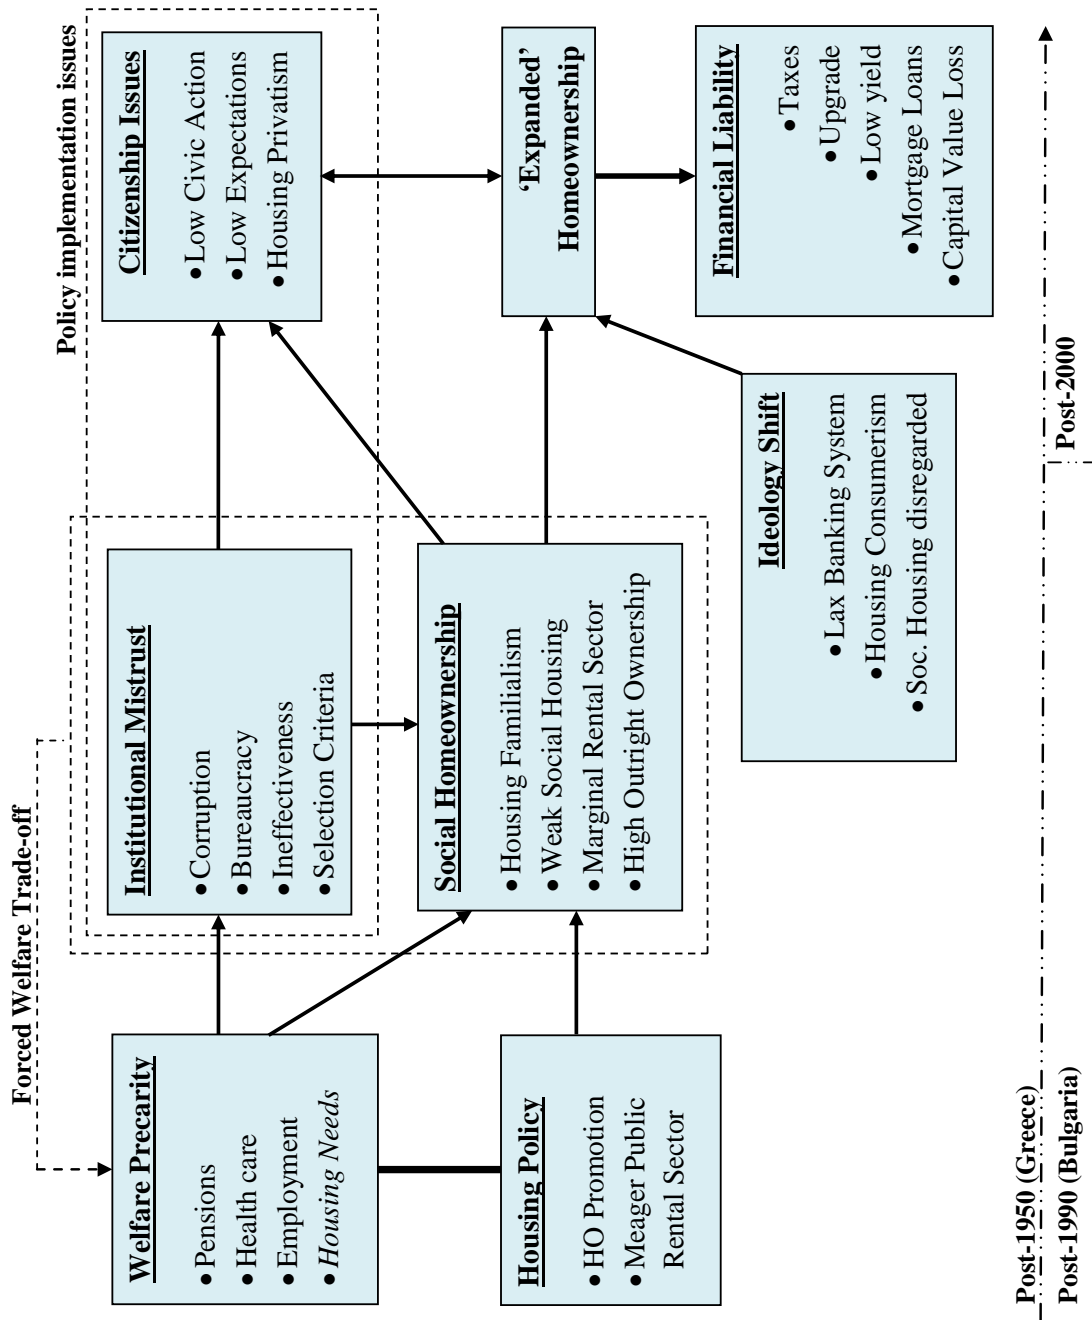 Forced Welfare Trade-off
Policy implementation issues
Welfare Precarity
•Pensions
•Health care
•Employment
•Housing Needs
Institutional Mistrust
•Corruption
•Bureaucracy
•Ineffectiveness
•Selection Criteria
Citizenship Issues
•Low Civic Action
•Low Expectations
•Housing Privatism
Housing Policy
•HO Promotion
•Meager Public
Rental Sector
Social Homeownership
•Housing Familialism
•Weak Social Housing
•Marginal Rental Sector
•High Outright Ownership
‘Expanded’
Homeownership
Ideology Shift
•Lax Banking System
•Housing Consumerism
•Soc. Housing disregarded
Financial Liability
•Taxes
•Upgrade
•Low yield
•Mortgage Loans
•Capital Value Loss
Post-1950 (Greece)
Post-1990 (Bulgaria)
Post-2000